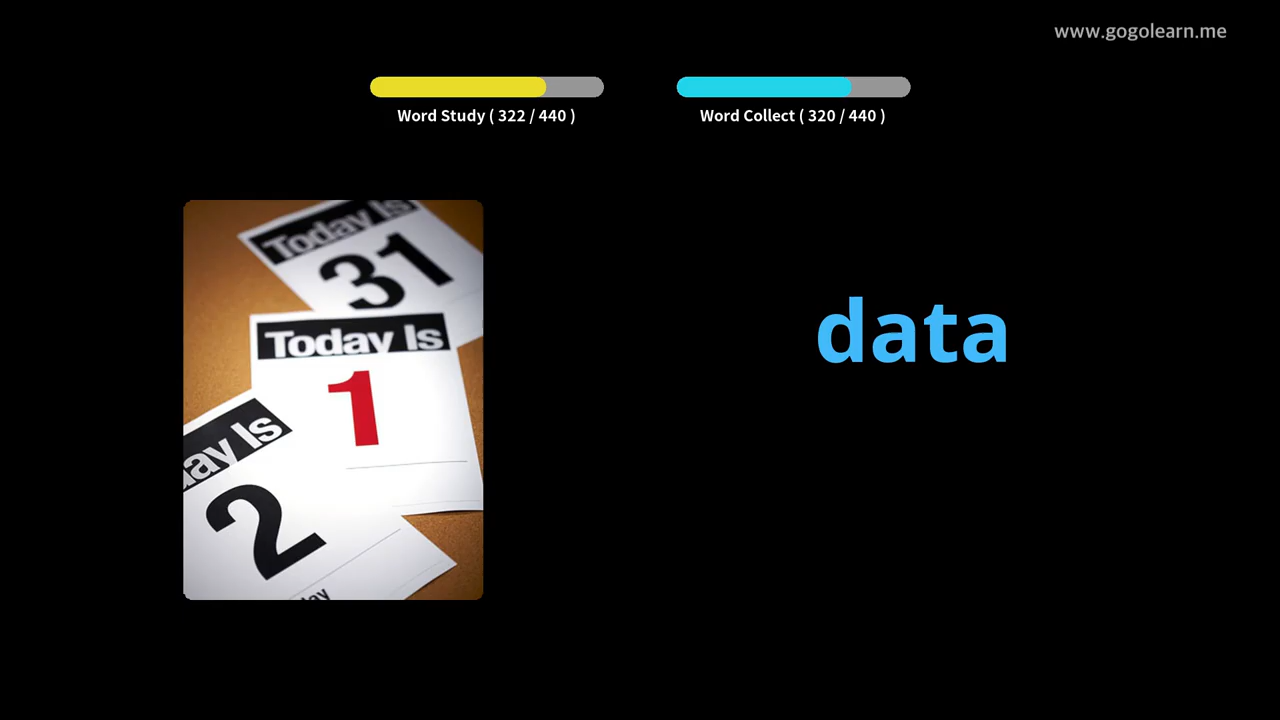 www.gogolearn.me
Word Study ( 322 / 440 )
Word Collect ( 320 / 440 )
Today Is
31
Today Is
1
ay Is
2
ay
data